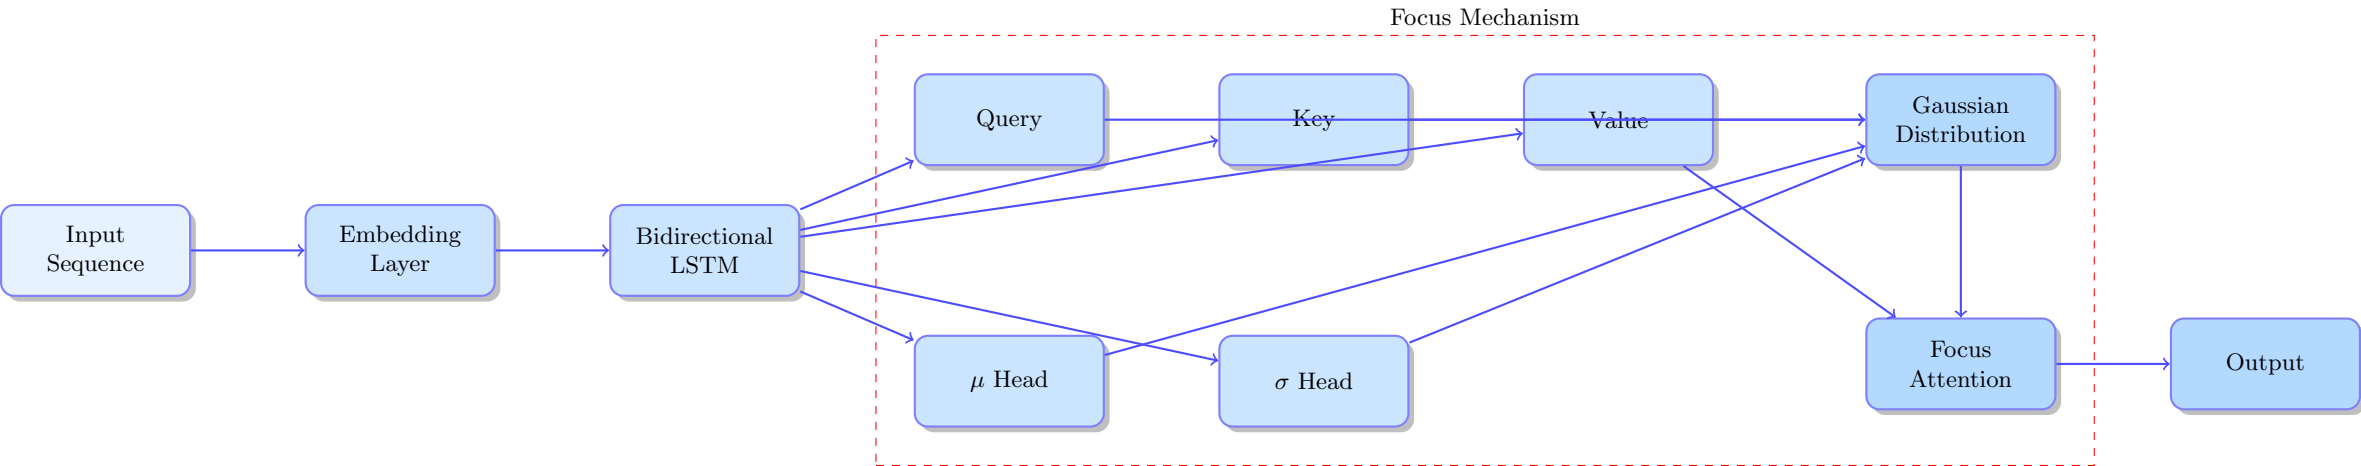 Focus Mechanism
Query
Key
Value
Gaussian
Distribution
Input
Sequence
Embedding
Layer
Bidirectional
LSTM
μ Head
σ Head
Focus
Attention
Output